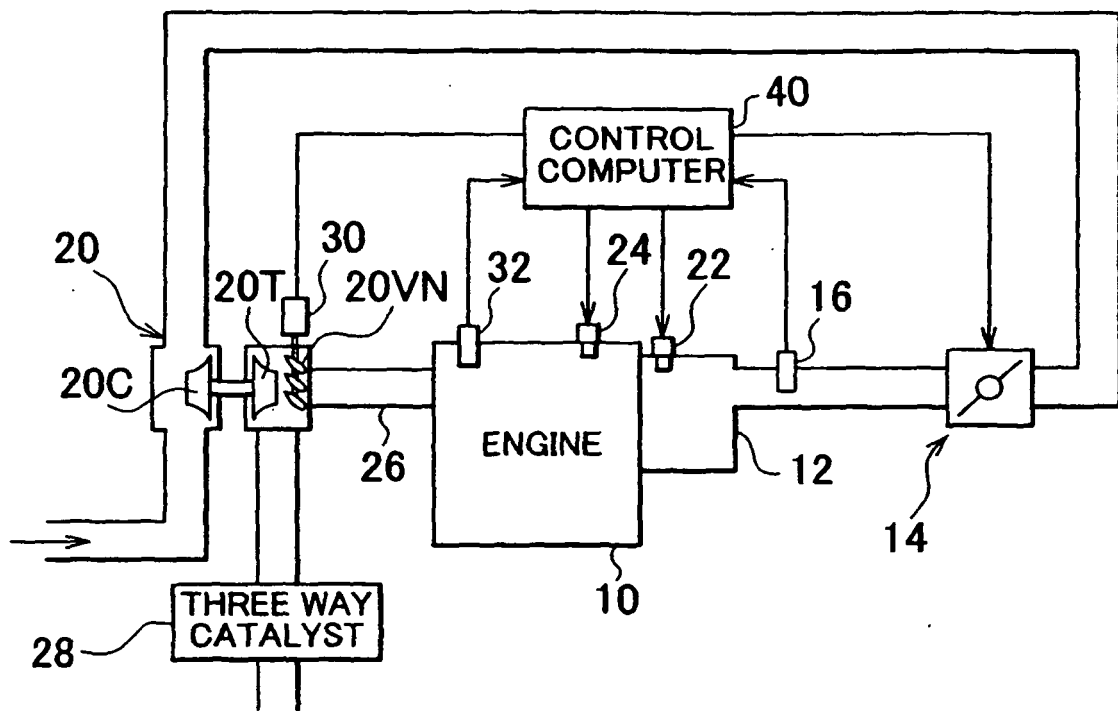 40
CONTROL
COMPUTER
20
30
20T
20VN
32
24
22
16
20C
ENGINE
26
12
14
10
THREE WAY
CATALYST
28